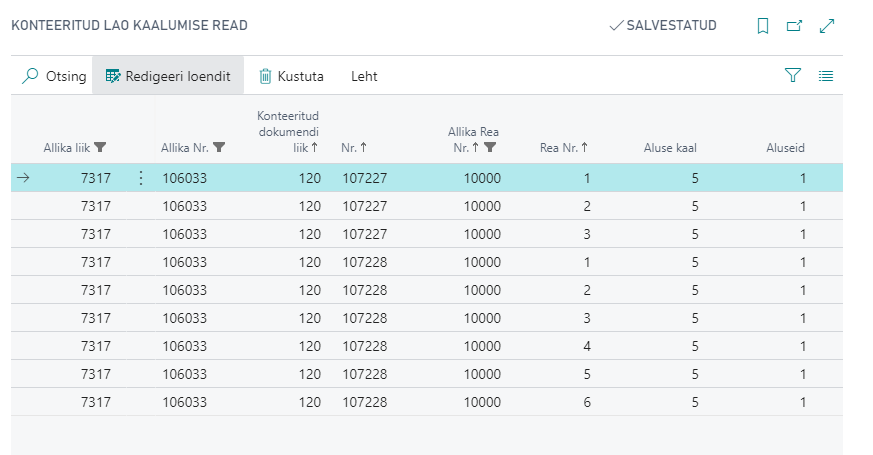 KONTEERITUD LAO KAALUMISE READ
SALVESTATUD
Otsing
Redigeeri loendit
Kustuta
Leht
Allika liik
Allika Nr.
Konteeritud
dokumendi
liik ↑
Nr. ↑
Allika Rea
Nr. ↑
Rea Nr. ↑
Aluse kaal
Aluseid
7317 106033 120 107227 10000 1 5 1
7317 106033 120 107227 10000 2 5 1
7317 106033 120 107227 10000 3 5 1
7317 106033 120 107228 10000 1 5 1
7317 106033 120 107228 10000 2 5 1
7317 106033 120 107228 10000 3 5 1
7317 106033 120 107228 10000 4 5 1
7317 106033 120 107228 10000 5 5 1
7317 106033 120 107228 10000 6 5 1